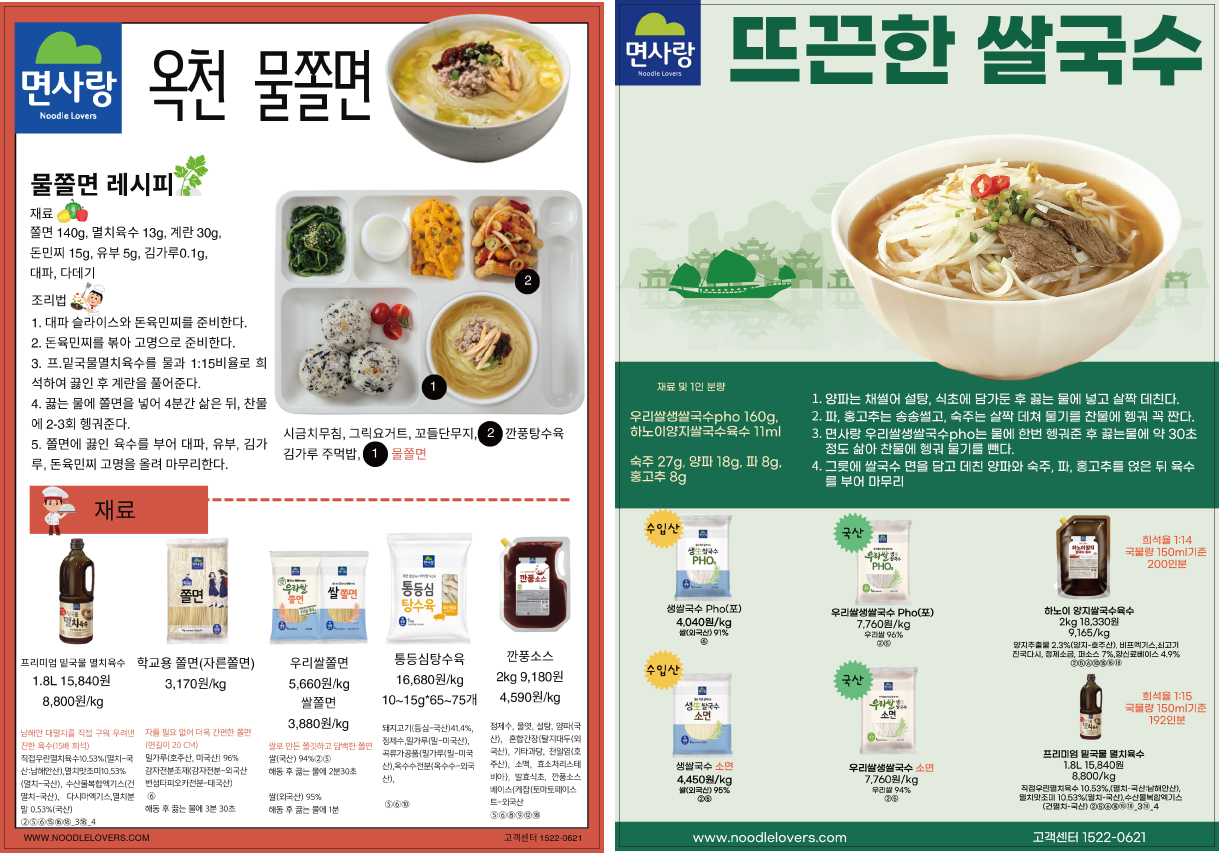 면사랑
Noodle Lovers
옥천 물쫄면
물쫄면 레시피
재료
쫄면 140g, 멸치육수 13g, 계란 30g,
돈민찌 15g, 유부 5g, 김가루0.1g,
대파, 다데기
조리법
1. 대파 슬라이스와 돈육민찌를 준비한다.
2. 돈육민찌를 볶아 고명으로 준비한다.
3. 프.밑국물멸치육수를 물과 1:15비율로 희
석하여 끓인 후 계란을 풀어준다.
4. 끓는 물에 쫄면을 넣어 4분간 삶은 뒤, 찬물
에 2-3회 헹궈준다.
5. 쫄면에 끓인 육수를 부어 대파, 유부, 김가
루, 돈육민찌 고명을 올려 마무리한다.
2
1
시금치무침, 그릭요거트, 꼬들단무지, 2 깐풍탕수육
김가루 주먹밥, 1 물쫄면
재료
프리미엄 밑국물 멸치육수
1.8L 15,840원
8,800원/kg
남해안 대멸치를 직접 구워 우려낸
진한 육수(15배 희석)
직접우린멸치육수10.53%(멸치-국
산:남해안산),멸치맛조미10.53%
(멸치-국산), 수산물복합엑기스(건
멸치-국산), 다시마엑기스,멸치분
말 0.53%(국산)
학교용 쫄면(자른쫄면)
3,170원/kg
자를 필요 없어 더욱 간편한 쫄면
(면길이 20 CM)
밀가루(호주산, 미국산) 96%
감자전분조제(감자전분-외국산
변성타피오카전분-태국산)
⑥
해동 후 끓는 물에 3분 30초
우리쌀쫄면
5,660원/kg
쌀쫄면
3,880원/kg
쌀로 만든 쫄깃하고 담백한 쫄면
쌀(국산) 94%②⑤
해동 후 끓는 물에 2분30초
쌀(외국산) 95%
해동 후 끓는 물에 1분
통등심탕수육
16,680원/kg
10~15g*65~75개
돼지고기(등심-국산)41.4%,
정제수,밀가루(밀-미국산),
곡류가공품(밀가루(밀-미국
산),옥수수전분(옥수수-외국
산),
⑤⑥⑩
깐풍소스
2kg 9,180원
4,590원/kg
정제수, 물엿, 설탕, 양파(국
산), 혼합간장(탈지대두(외
국산), 기타과당, 천일염(호
주산), 소맥, 효소처리스테
비아), 발효식초, 깐풍소스
베이스(케찹(토마토페이스
트-외국산
WWW.NOODLELOVERS.COM
고객센터 1522-0621
면사랑
Noodle Lovers
뜨끈한 쌀국수
재료 및 1인 분량
우리쌀생쌀국수pho 160g,
하노이양지쌀국수육수 11ml
숙주 27g, 양파 18g, 파 8g,
홍고추 8g
1. 양파는 채썰어 설탕, 식초에 담가둔 후 끓는 물에 넣고 살짝 데친다.
2. 파, 홍고추는 송송썰고, 숙주는 살짝 데쳐 물기를 찬물에 헹궈 꼭 짠다.
3. 면사랑 우리쌀생쌀국수pho는 물에 한번 헹궈준 후 끓는물에 약 30초
정도 삶아 찬물에 헹궈 물기를 뺀다.
4. 그릇에 쌀국수 면을 담고 데친 양파와 숙주, 파, 홍고추를 얹은 뒤 육수
를 부어 마무리
수입산
생쌀국수 Pho(포)
4,040원/kg
쌀(외국산) 91%
⑥
국산
우리쌀생쌀국수 Pho(포)
7,760원/kg
우리쌀 96%
②⑤
희석율 1:14
국물량 150ml기준
200인분
하노이 양지쌀국수육수
2kg 18,330원
9,165/kg
양지추출물 2.3%(양지-호주산), 비프엑기스,쇠고기
진국다시, 정제소금, 퍼소스 7%,향신료베이스 4.9%
수입산
생쌀국수 소면
4,450원/kg
쌀(외국산) 95%
②⑤
국산
우리쌀생쌀국수 소면
7,760원/kg
우리쌀 94%
②⑤
희석율 1:15
국물량 150ml기준
192인분
프리미엄 밑국물 멸치육수
1.8L 15,840원
8,800/kg
직접우린멸치육수 10.53%,(멸치-국산:남해안산),
멸치맛조미 10.53%(멸치-국산),수산물복합엑기스
www.noodlelovers.com
고객센터 1522-0621